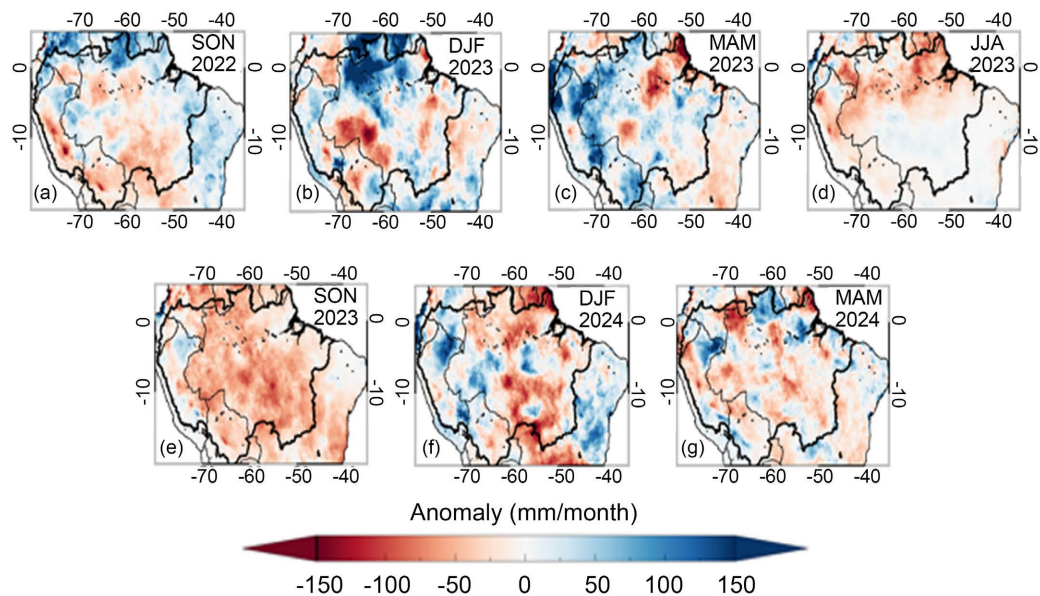 -70 -60 -50 -40 -70 -60 -50 -40 -70 -60 -50 -40 -70 -60 -50 -40
SON 2022
DJF 2023
MAM 2023
JJA 2023
0 0 0 0 0
-10 -10 -10 -10 -10
(a) (b) (c) (d)
-70 -60 -50 -40 -70 -60 -50 -40 -70 -60 -50 -40 -70 -60 -50 -40
-70 -60 -50 -40 -70 -60 -50 -40 -70 -60 -50 -40
SON 2023
DJF 2024
MAM 2024
0 0 0 0
-10 -10 -10 -10
(e) (f) (g)
-70 -60 -50 -40 -70 -60 -50 -40 -70 -60 -50 -40
Anomaly (mm/month)
-150 -100 -50 0 50 100 150